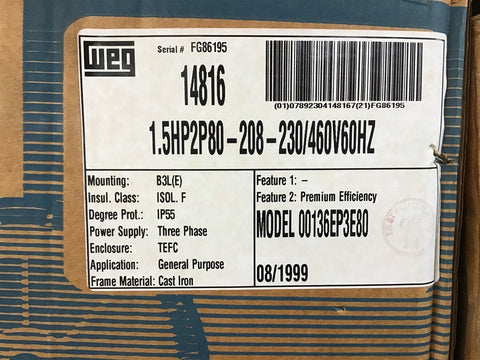 weg
Serial # FG86195
14816
(01)07892304148167(21)FG86195
1.5HP2P80-208-230/460V60HZ
Mounting: B3L(E)
Insul. Class: ISOL. F
Degree Prot.: IP55
Power Supply: Three Phase
Enclosure: TEFC
Application: General Purpose
Frame Material: Cast Iron
Feature 1: -
Feature 2: Premium Efficiency
MODEL 00136EP3E80
08/1999